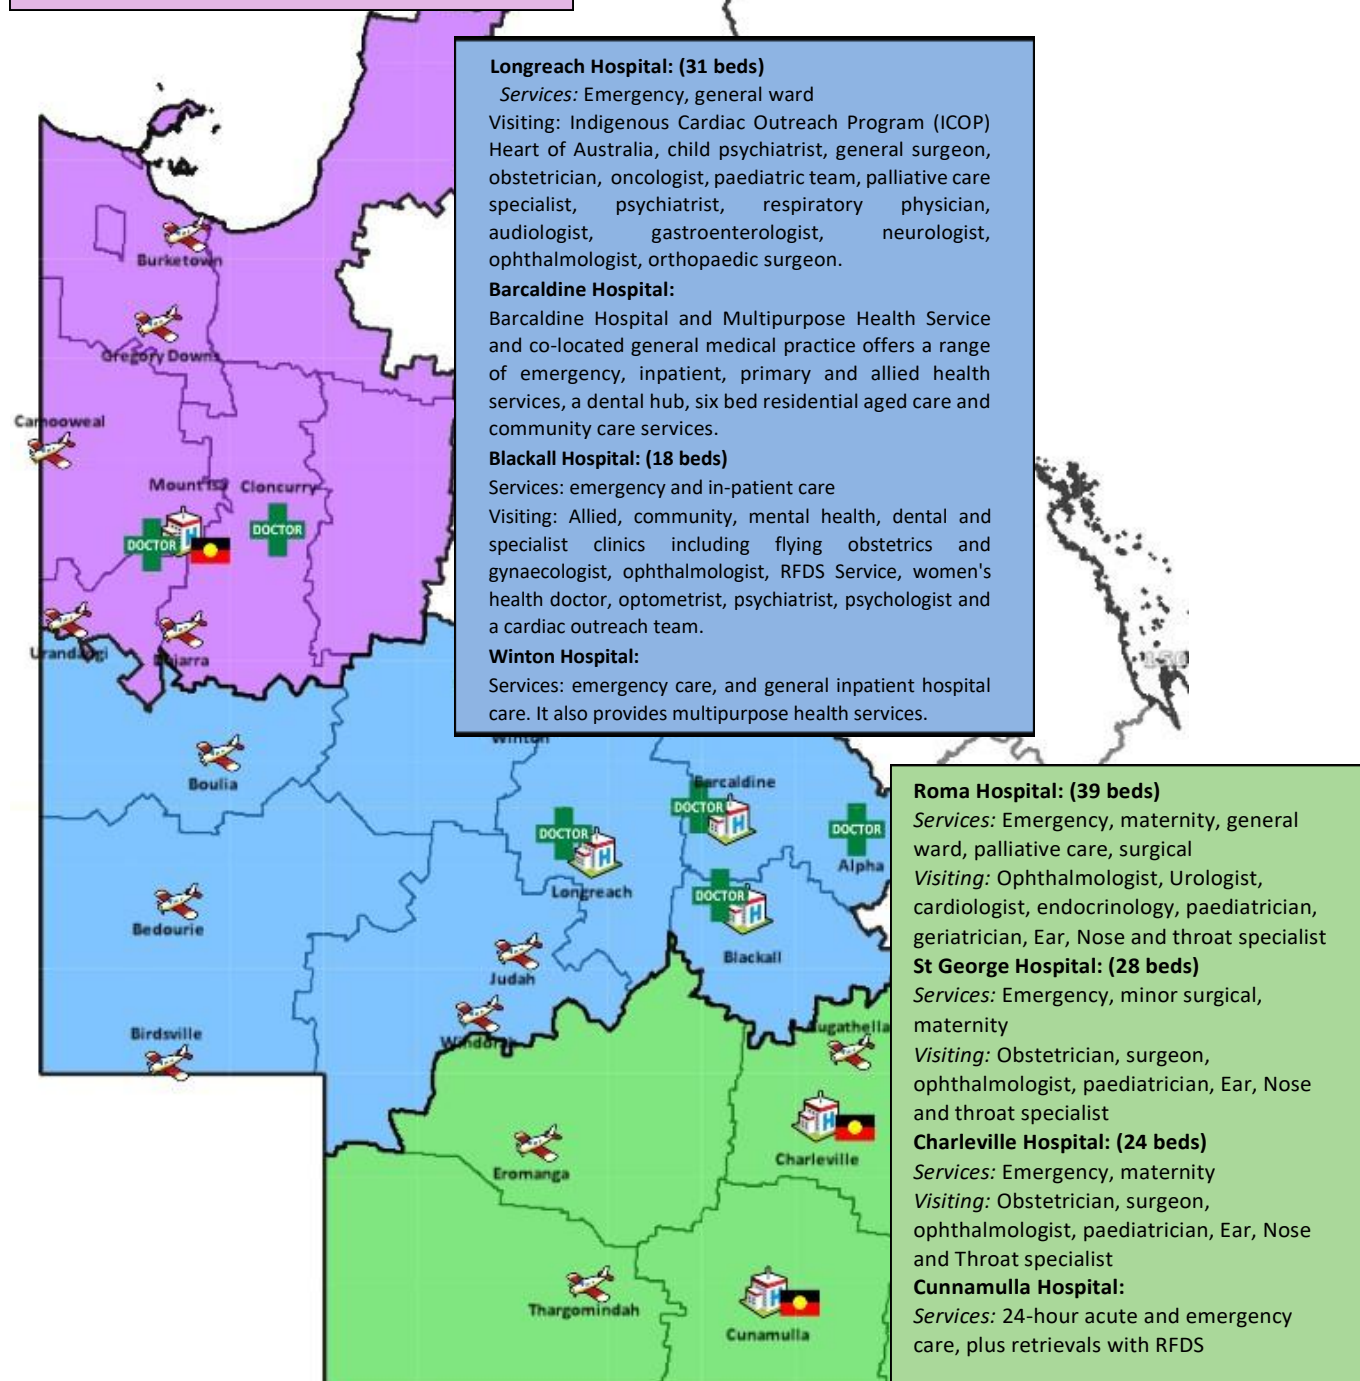 Longreach Hospital: (31 beds)
Services: Emergency, general ward
Visiting: Indigenous Cardiac Outreach Program (ICOP)
Heart of Australia, child psychiatrist, general surgeon,
obstetrician, oncologist, paediatric team, palliative care
specialist, psychiatrist, respiratory physician,
audiologist, gastroenterologist, neurologist,
ophthalmologist, orthopaedic surgeon.
Barcaldine Hospital:
Barcaldine Hospital and Multipurpose Health Service
and co-located general medical practice offers a range
of emergency, inpatient, primary and allied health
services, a dental hub, six bed residential aged care and
community care services.
Blackall Hospital: (18 beds)
Services: emergency and in-patient care
Visiting: Allied, community, mental health, dental and
specialist clinics including flying obstetrics and
gynaecologist, ophthalmologist, RFDS Service, women's
health doctor, optometrist, psychiatrist, psychologist and
a cardiac outreach team.
Winton Hospital:
Services: emergency care, and general inpatient hospital
care. It also provides multipurpose health services.
Burketown
Gregory Downs
Camooweal
Mount Isa
Cloncurry
DOCTOR
H
DOCTOR
Urandangi
Dajarra
Winton
Boulia
Barcaldine
DOCTOR
H
DOCTOR
H
DOCTOR
Alpha
Longreach
DOCTOR
H
Blackall
Bedourie
Judah
Windorah
Birdsville
Augathella
H
Charleville
Eromanga
Thargomindah
H
Cunamulla
Roma Hospital: (39 beds)
Services: Emergency, maternity, general
ward, palliative care, surgical
Visiting: Ophthalmologist, Urologist,
cardiologist, endocrinology, paediatrician,
geriatrician, Ear, Nose and throat specialist
St George Hospital: (28 beds)
Services: Emergency, minor surgical,
maternity
Visiting: Obstetrician, surgeon,
ophthalmologist, paediatrician, Ear, Nose
and throat specialist
Charleville Hospital: (24 beds)
Services: Emergency, maternity
Visiting: Obstetrician, surgeon,
ophthalmologist, paediatrician, Ear, Nose
and Throat specialist
Cunnamulla Hospital:
Services: 24-hour acute and emergency
care, plus retrievals with RFDS